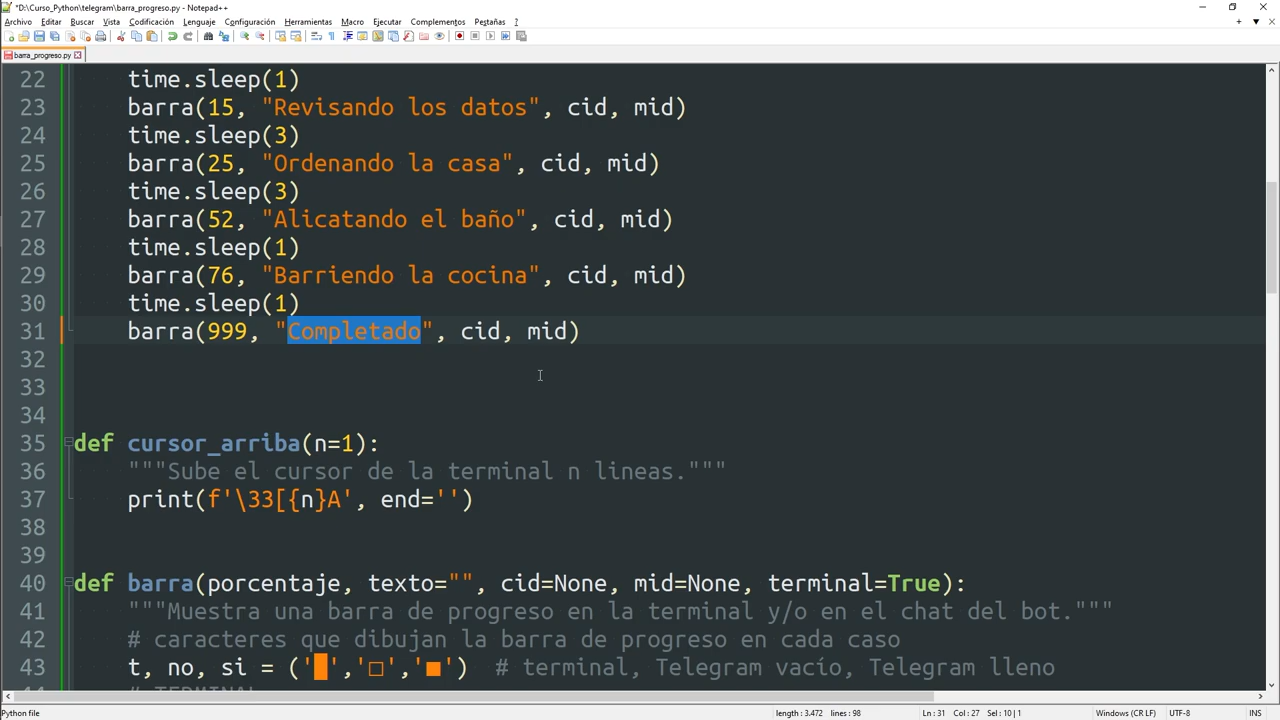 *D:\Curso_Python\telegram\barra_progreso.py - Notepad++
Archivo Editar Buscar Vista Codificación Lenguaje Configuración Herramientas Macro Ejecutar Complementos Pestañas ?
barra_progreso.py
22 time.sleep(1)
23 barra(15, "Revisando los datos", cid, mid)
24 time.sleep(3)
25 barra(25, "Ordenando la casa", cid, mid)
26 time.sleep(3)
27 barra(52, "Alicatando el baño", cid, mid)
28 time.sleep(1)
29 barra(76, "Barriendo la cocina", cid, mid)
30 time.sleep(1)
31 barra(999, "Completado", cid, mid)
32
33
34
35 def cursor_arriba(n=1):
36 """Sube el cursor de la terminal n lineas."""
37 print(f'\33[{n}A', end='')
38
39
40 def barra(porcentaje, texto="", cid=None, mid=None, terminal=True):
41 """Muestra una barra de progreso en la terminal y/o en el chat del bot."""
42 # caracteres que dibujan la barra de progreso en cada caso
43 t, no, si = ('█','□','■') # terminal, Telegram vacío, Telegram lleno
44 # TERMINAL
Python file length : 3.472 lines : 98 Ln : 31 Col : 27 Sel : 10 | 1 Windows (CR LF) UTF-8 INS